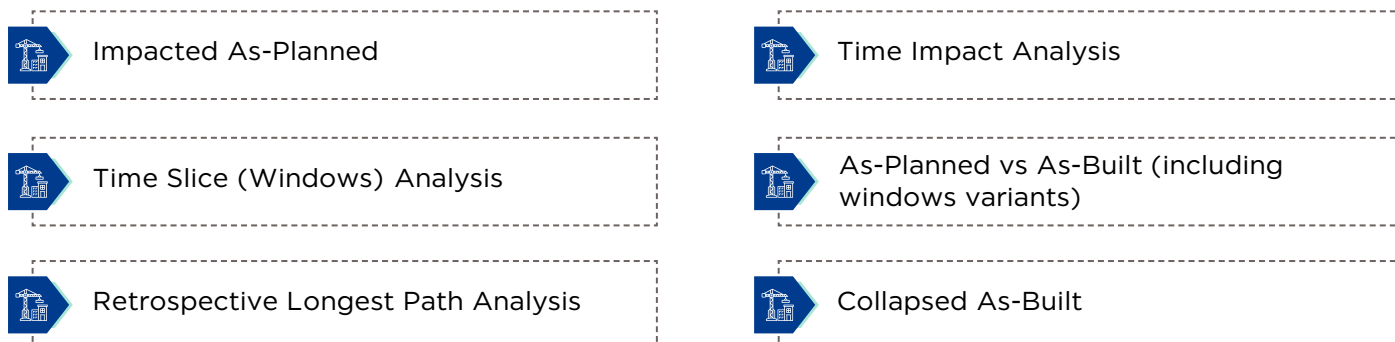 Impacted As-Planned
Time Impact Analysis
Time Slice (Windows) Analysis
As-Planned vs As-Built (including
windows variants)
Retrospective Longest Path Analysis
Collapsed As-Built